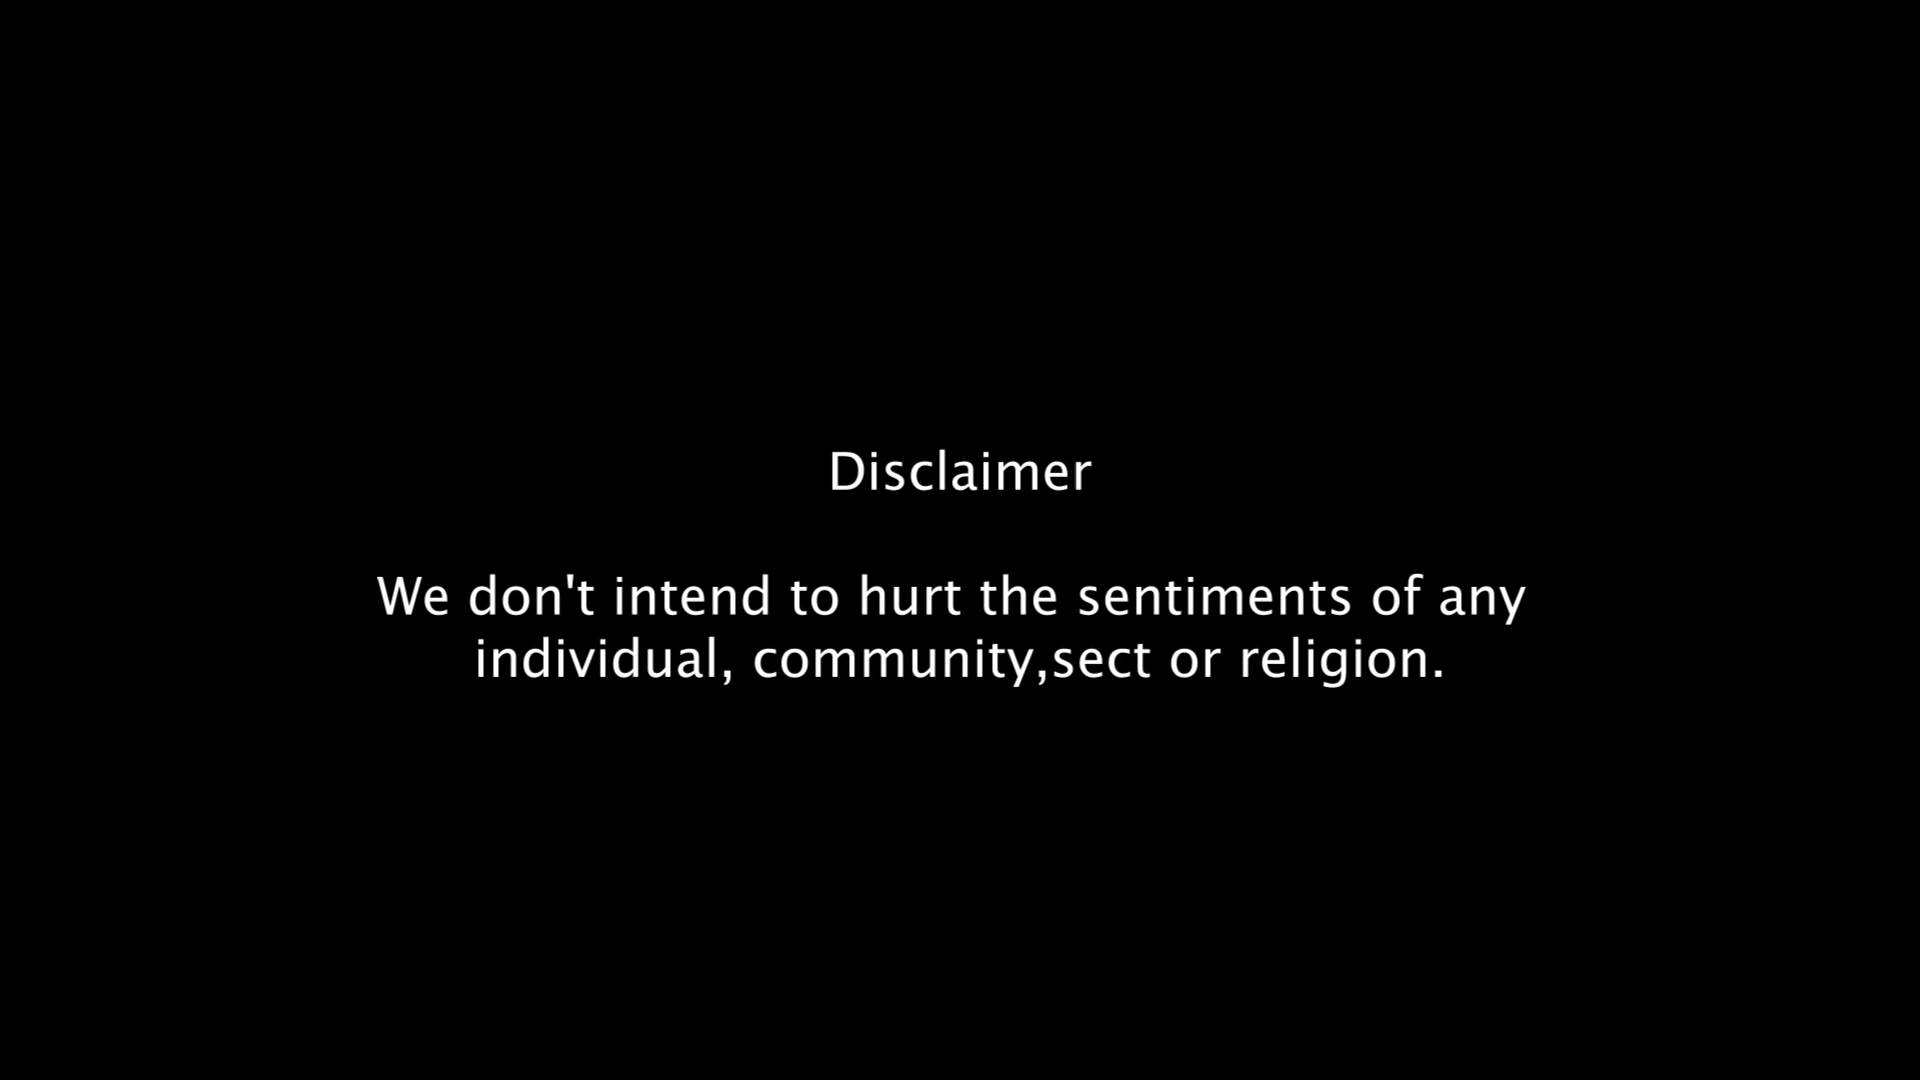 Disclaimer
We don't intend to hurt the sentiments of any
individual, community,sect or religion.